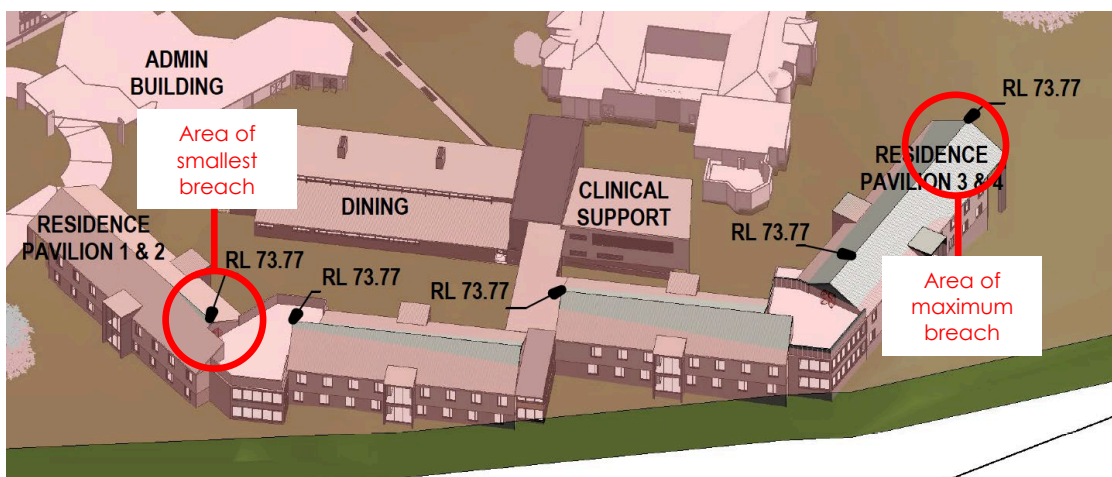 ADMIN
BUILDING
Area of
smallest
breach
RL 73.77
RESIDENCE
PAVILION 3 & 4
DINING
CLINICAL
SUPPORT
RESIDENCE
PAVILION 1 & 2
RL 73.77
RL 73.77
RL 73.77
RL 73.77
Area of
maximum
breach